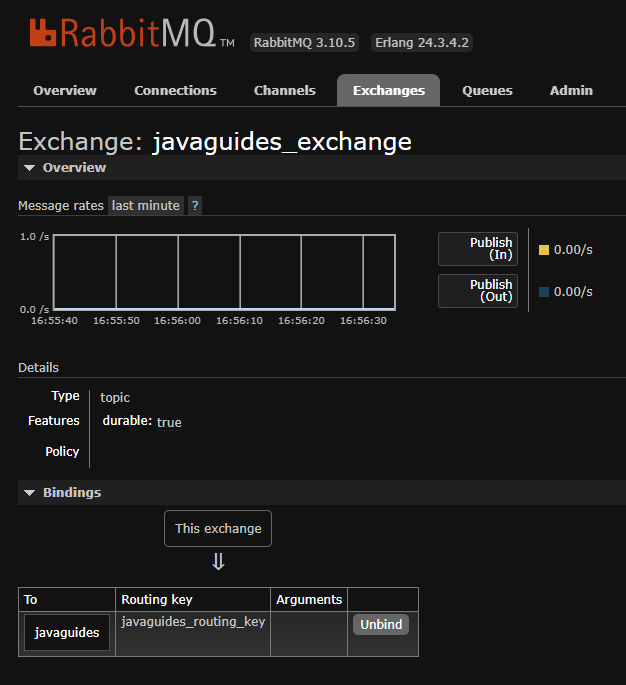 RabbitMQ TM RabbitMQ 3.10.5 Erlang 24.3.4.2
Overview Connections Channels Exchanges Queues Admin
Exchange: javaguides_exchange
Overview
Message rates last minute ?
1.0 /s
0.0 /s
16:55:40 16:55:50 16:56:00 16:56:10 16:56:20 16:56:30
Publish
(In)
0.00/s
Publish
(Out)
0.00/s
Details
Type topic
Features durable: true
Policy
Bindings
This exchange
⇓
To Routing key Arguments
javaguides javaguides_routing_key Unbind